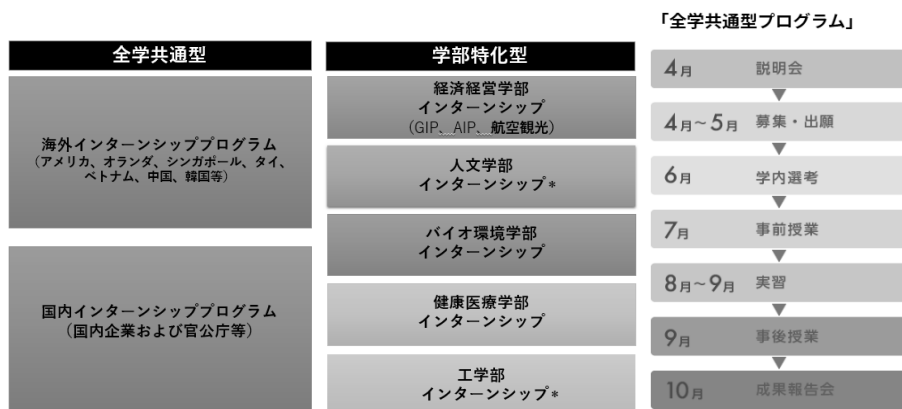 全学共通型
海外インターンシッププログラム
（アメリカ、オランダ、シンガポール、タイ、
ベトナム、中国、韓国等）
国内インターンシッププログラム
（国内企業および官公庁等）
学部特化型
経済経営学部
インターンシップ
（GIP、AIP、航空観光）
人文学部
インターンシップ＊
バイオ環境学部
インターンシップ
健康医療学部
インターンシップ
工学部
インターンシップ＊
「全学共通型プログラム」
4月 説明会
4月～5月 募集・出願
6月 学内選考
7月 事前授業
8月～9月 実習
9月 事後授業
10月 成果報告会